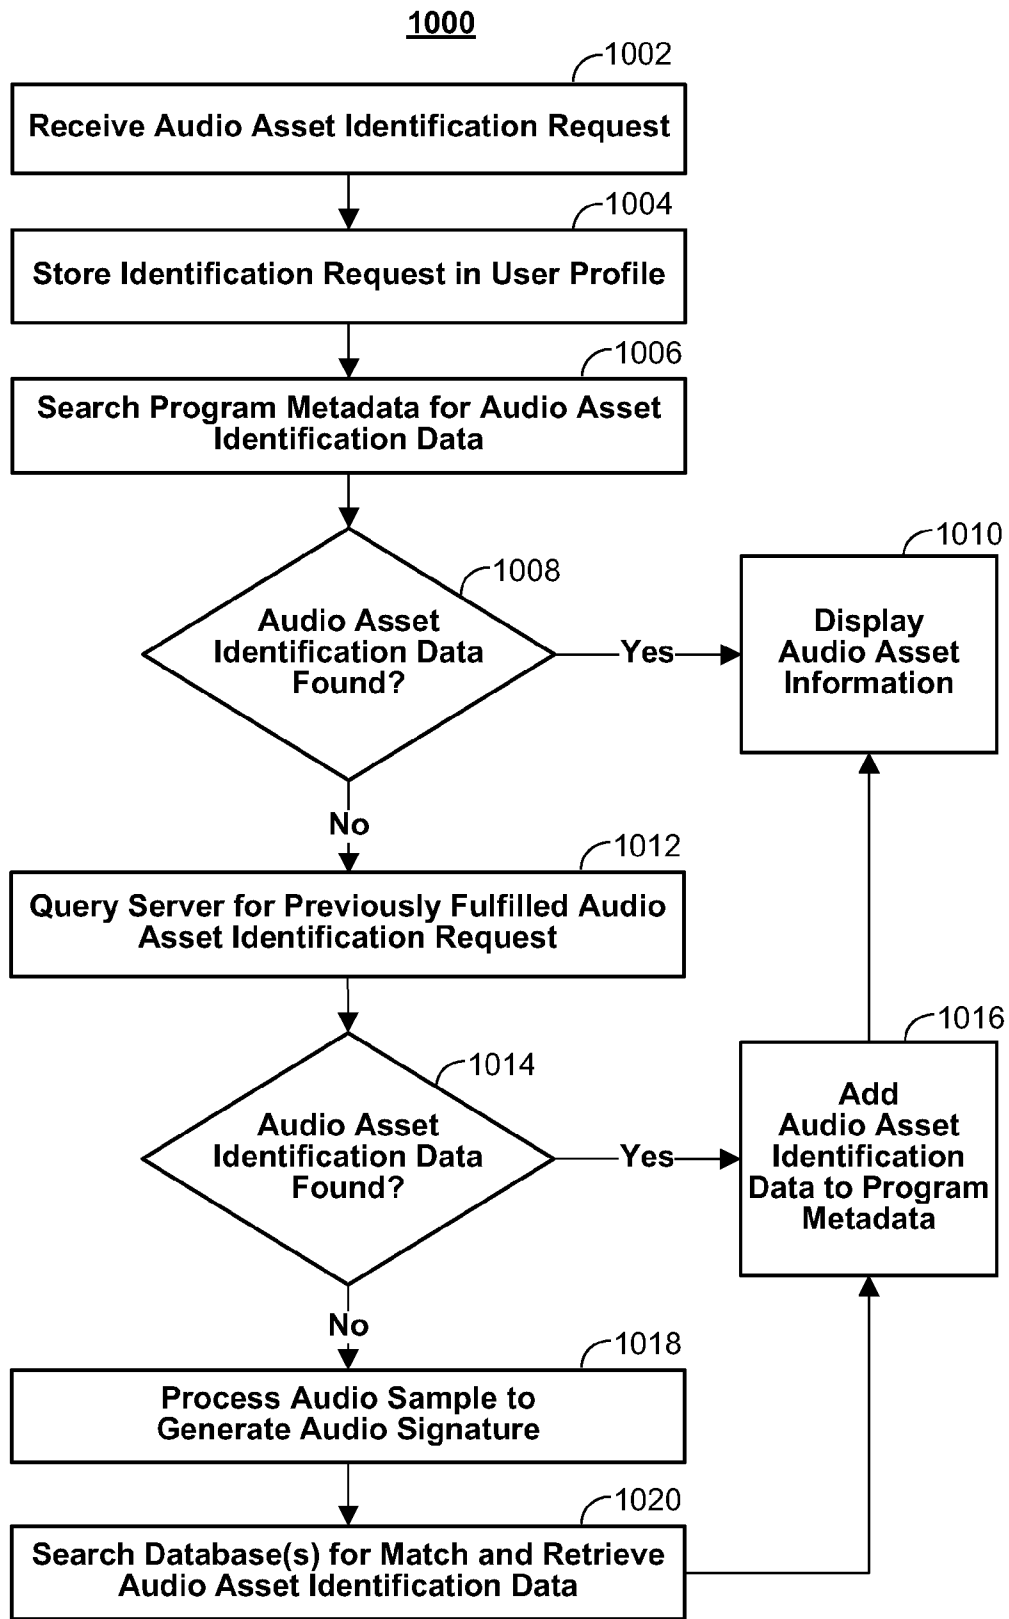 1000
1002
Receive Audio Asset Identification Request
1004
Store Identification Request in User Profile
1006
Search Program Metadata for Audio Asset
Identification Data
1008
Audio Asset
Identification Data
Found?
Yes
1010
Display
Audio Asset
Information
No
1012
Query Server for Previously Fulfilled Audio
Asset Identification Request
1014
Audio Asset
Identification Data
Found?
Yes
1016
Add
Audio Asset
Identification
Data to Program
Metadata
No
1018
Process Audio Sample to
Generate Audio Signature
1020
Search Database(s) for Match and Retrieve
Audio Asset Identification Data